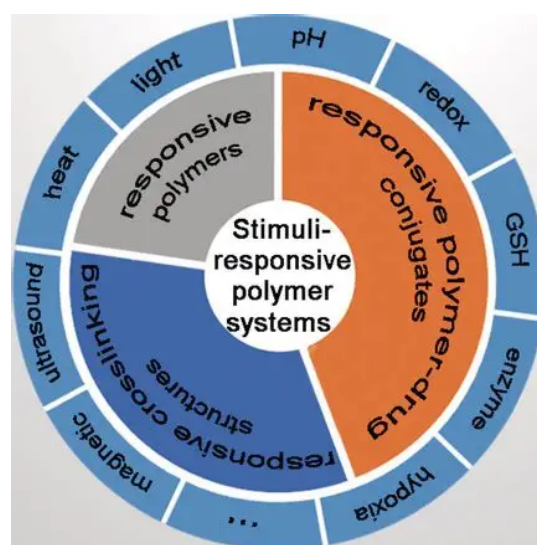 Stimuli-
responsive
polymer
systems
responsive polymer-drug
conjugates
responsive crosslinking
structures
responsive
polymers
pH
redox
GSH
enzyme
hypoxia
...
magnetic
ultrasound
heat
light